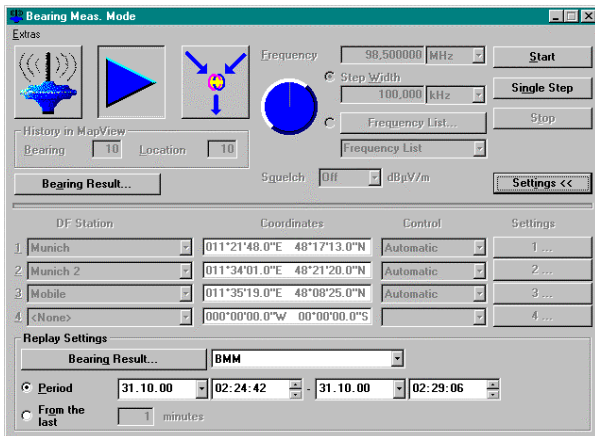 Bearing Meas. Mode
Extras
Frequency 98,500000 MHz
Step Width
100,000 kHz
Frequency List...
Frequency List
Squelch Off dBµV/m
Start
Single Step
Stop
History in MapView
Bearing 10 Location 10
Bearing Result...
Settings <<
DF Station Coordinates Control Settings
1 Munich 011°21'48.0"E 48°17'13.0"N Automatic 1 ...
2 Munich 2 011°34'01.0"E 48°21'20.0"N Automatic 2 ...
3 Mobile 011°35'19.0"E 48°08'25.0"N Automatic 3 ...
4 <None> 000°00'00.0"W 00°00'00.0"S 4 ...
Replay Settings
Bearing Result... BMM
Period 31.10.00 02:24:42 - 31.10.00 02:29:06
From the last 1 minutes